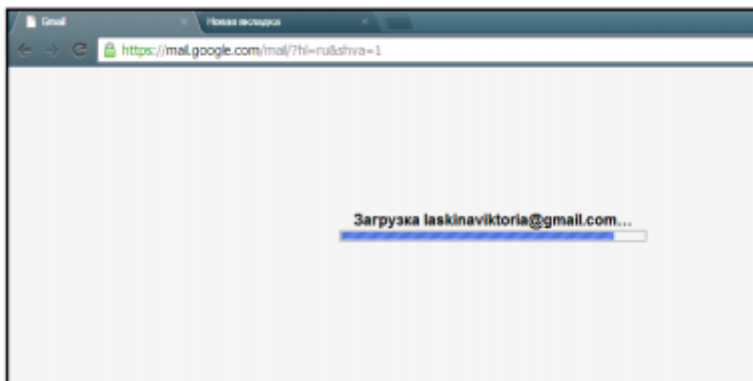 Gmail
Новая вкладка
https://mail.google.com/mail/?hl=ru&shva=1
Загрузка laskinaviktoria@gmail.com...